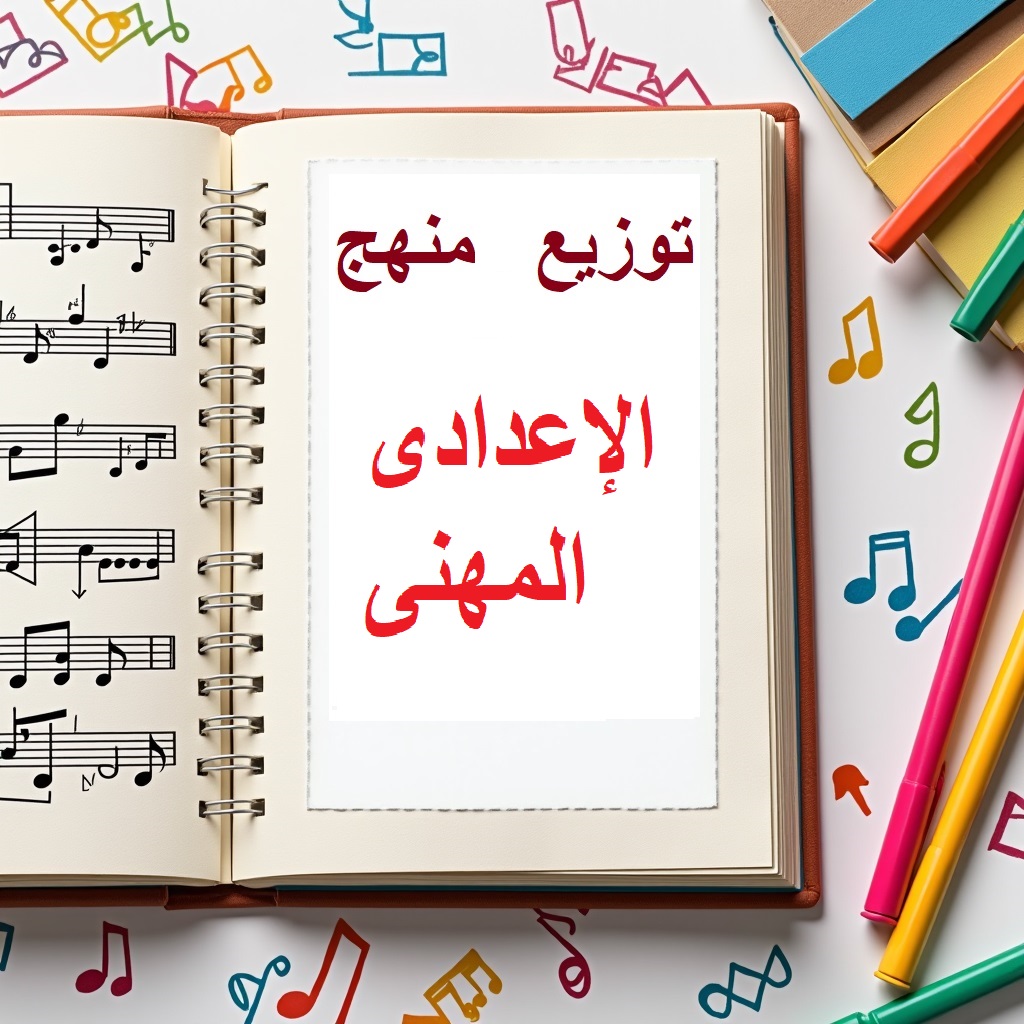 توزيع منهج
الإعدادى
المهنى